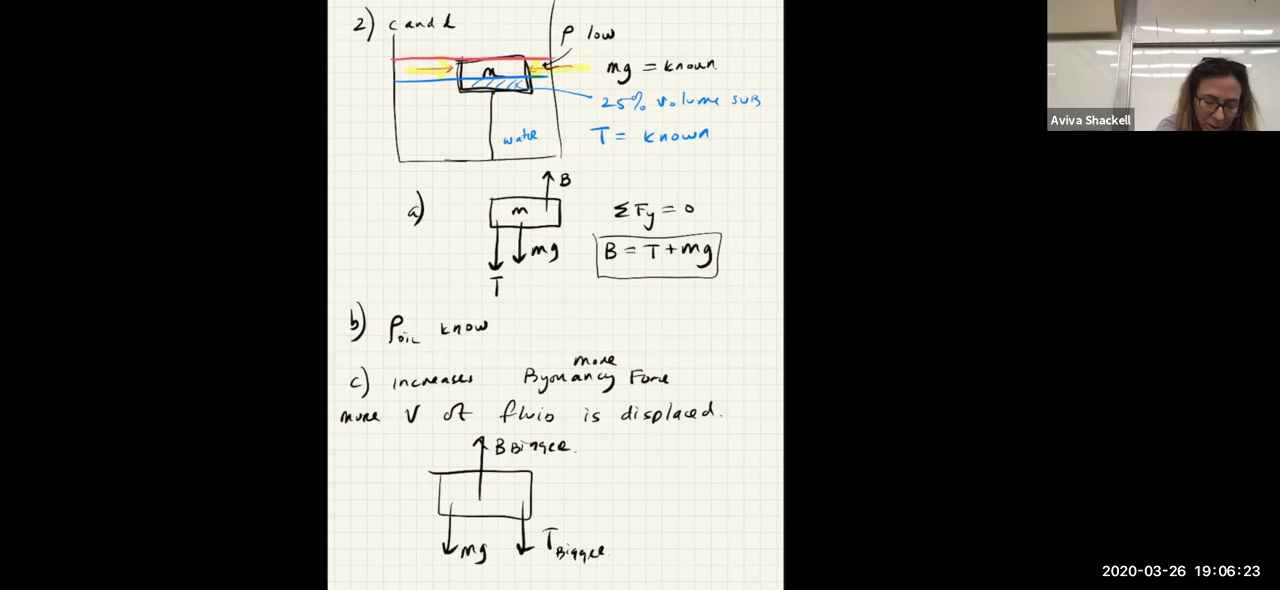 2) c and d
ρ low
m
mg = known
25% volume sub
water
T = known
a)
B
m
mg
T
ΣFy = 0
B = T + mg
b) ρOIL know
c) increases more Byouancy Force
more V of fluid is displaced.
B Bigger.
mg
T Bigger.
Aviva Shackell
2020-03-26 19:06:23